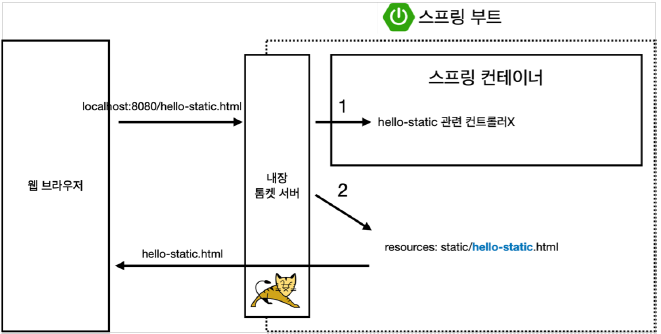 스프링 부트
스프링 컨테이너
localhost:8080/hello-static.html
1
hello-static 관련 컨트롤러X
웹 브라우저
내장
톰켓 서버
2
resources: static/hello-static.html
hello-static.html